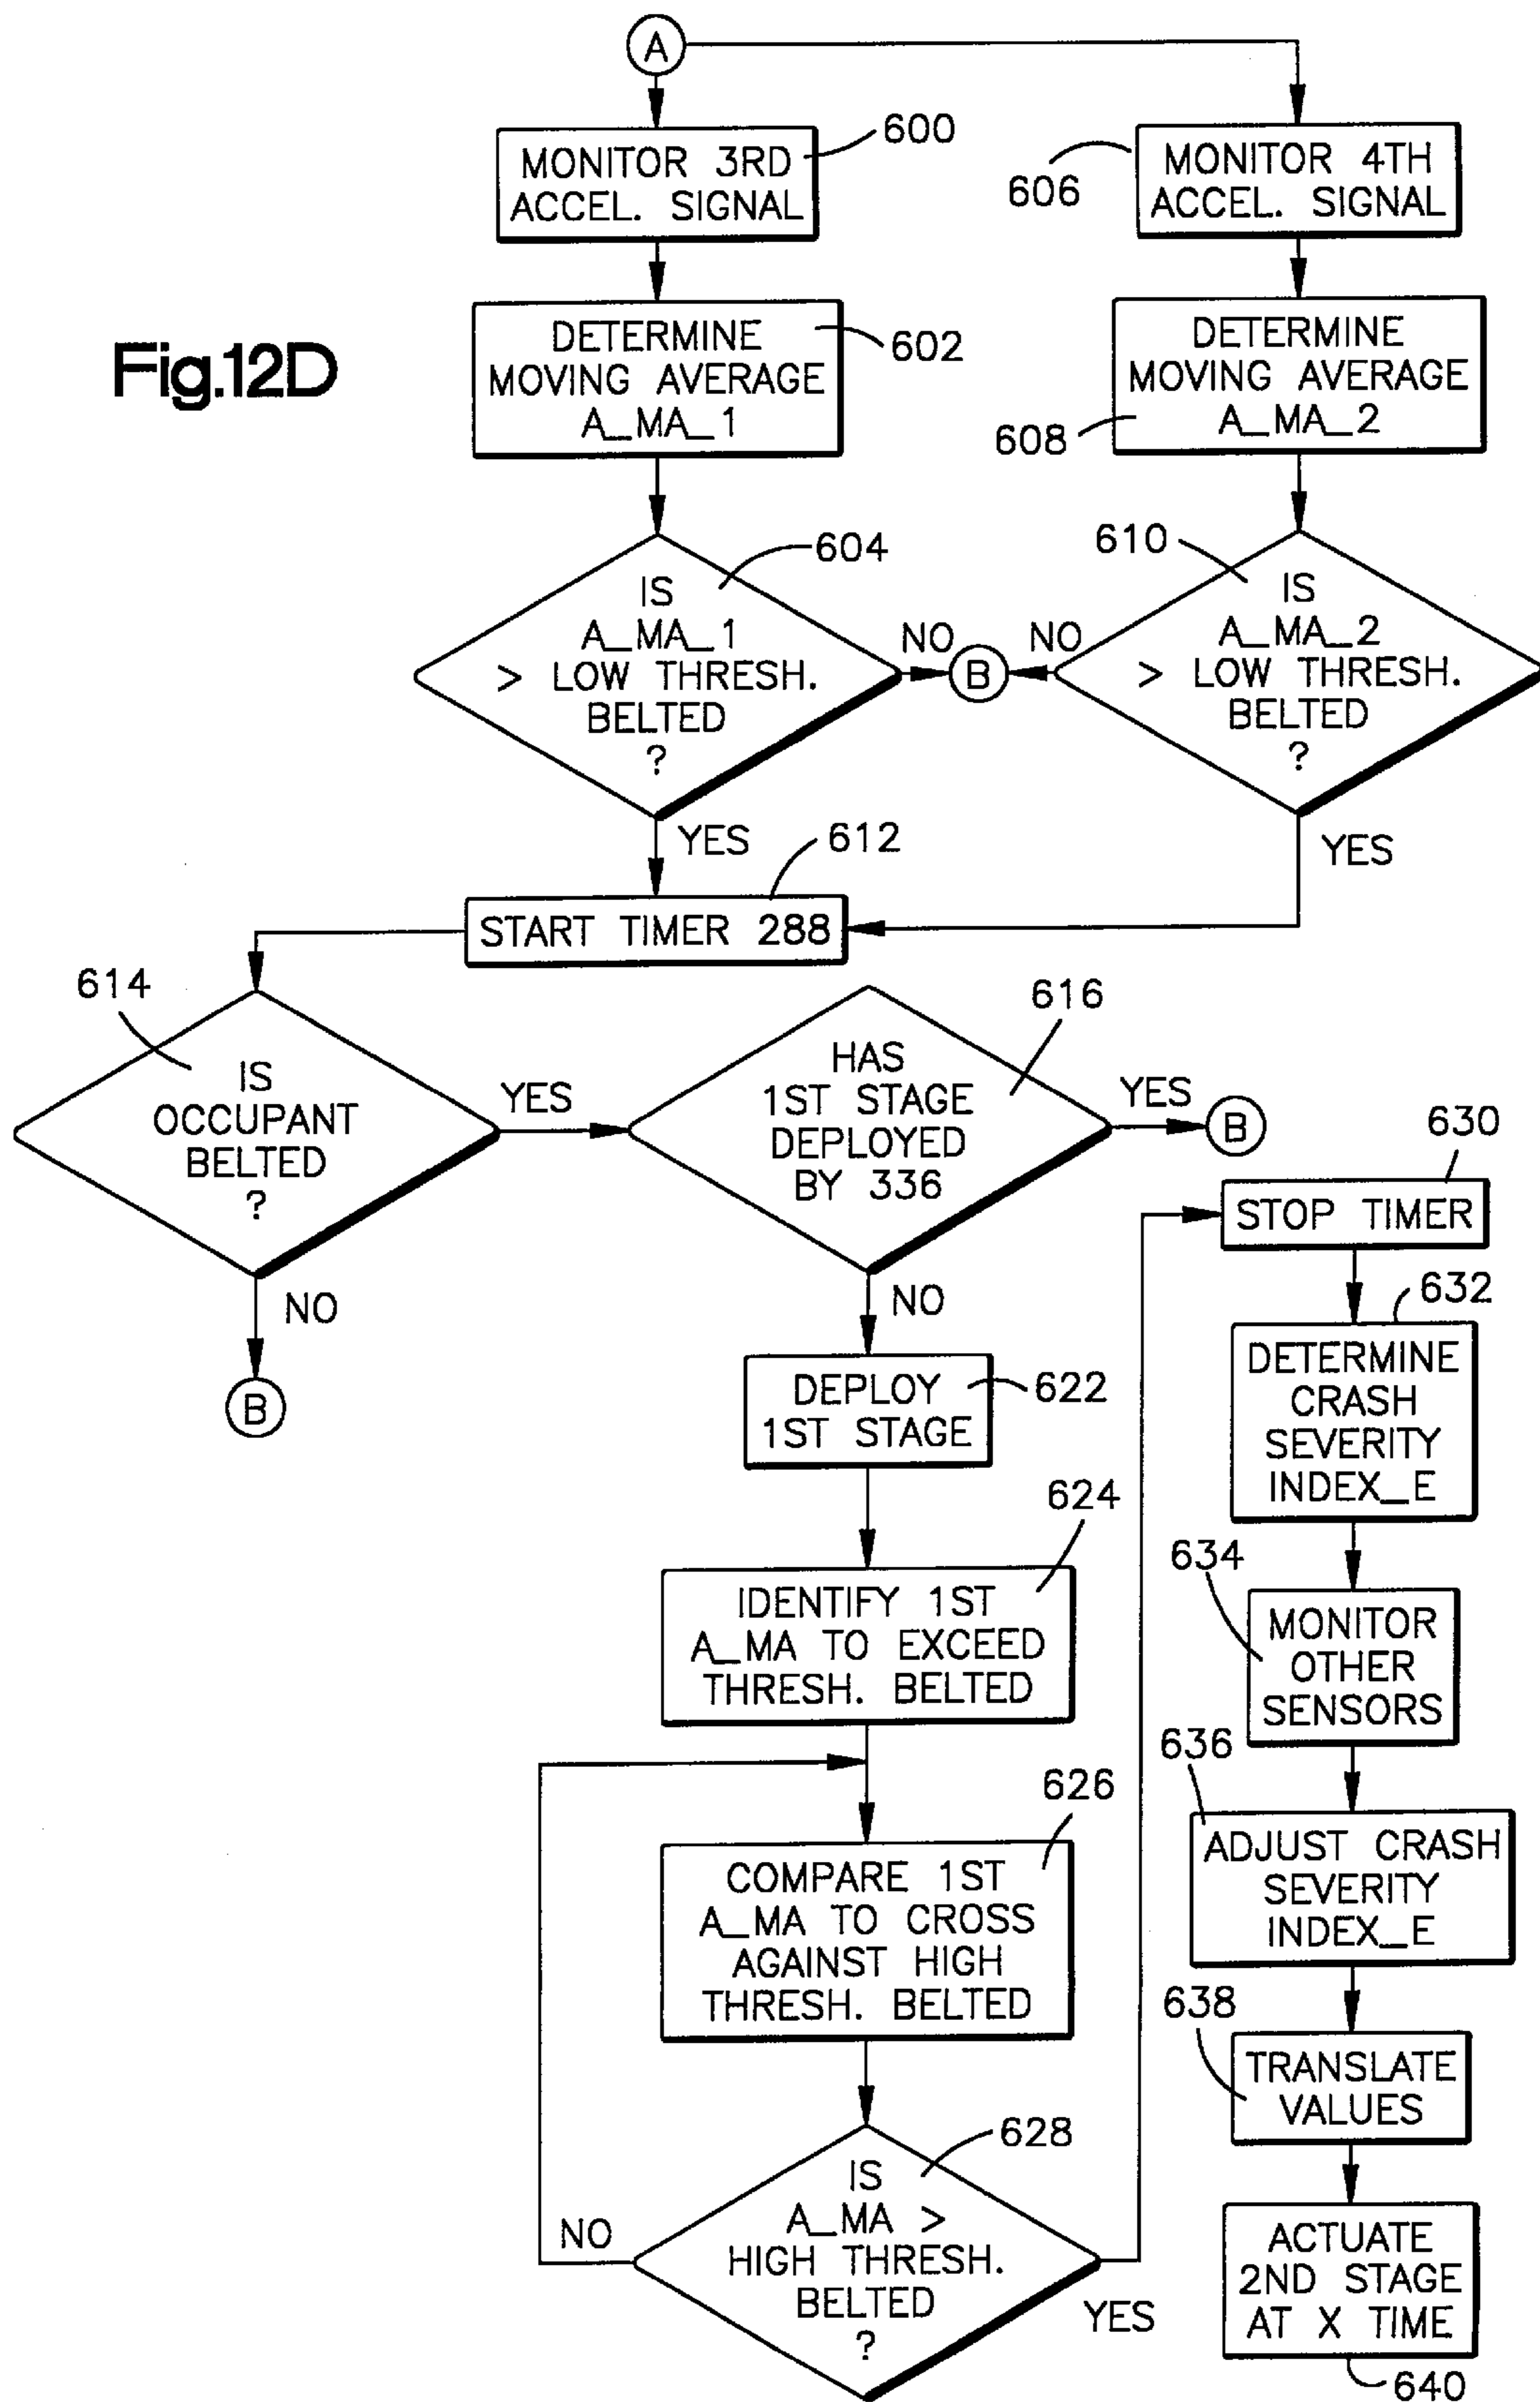 A
MONITOR 3RD
ACCEL. SIGNAL
600
606
MONITOR 4TH
ACCEL. SIGNAL
Fig.12D
DETERMINE
MOVING AVERAGE
A_MA_1
602
608
DETERMINE
MOVING AVERAGE
A_MA_2
604
IS
A_MA_1
> LOW THRESH.
BELTED
?
NO
B
NO
610
IS
A_MA_2
> LOW THRESH.
BELTED
?
YES
612
YES
START TIMER 288
614
IS
OCCUPANT
BELTED
?
YES
NO
B
616
HAS
1ST STAGE
DEPLOYED
BY 336
YES
B
NO
DEPLOY
1ST STAGE
622
624
IDENTIFY 1ST
A_MA TO EXCEED
THRESH. BELTED
626
COMPARE 1ST
A_MA TO CROSS
AGAINST HIGH
THRESH. BELTED
628
IS
A_MA >
HIGH THRESH.
BELTED
?
NO
YES
630
STOP TIMER
632
DETERMINE
CRASH
SEVERITY
INDEX_E
634
MONITOR
OTHER
SENSORS
636
ADJUST CRASH
SEVERITY
INDEX_E
638
TRANSLATE
VALUES
ACTUATE
2ND STAGE
AT X TIME
640